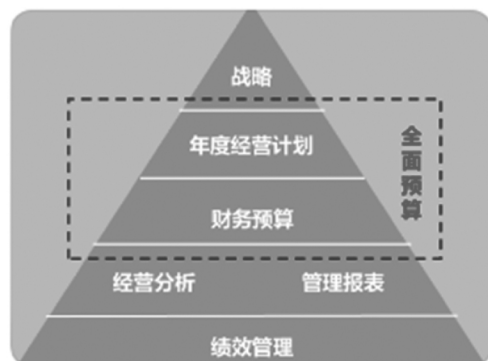 战略
年度经营计划
全面预算
财务预算
经营分析 管理报表
绩效管理